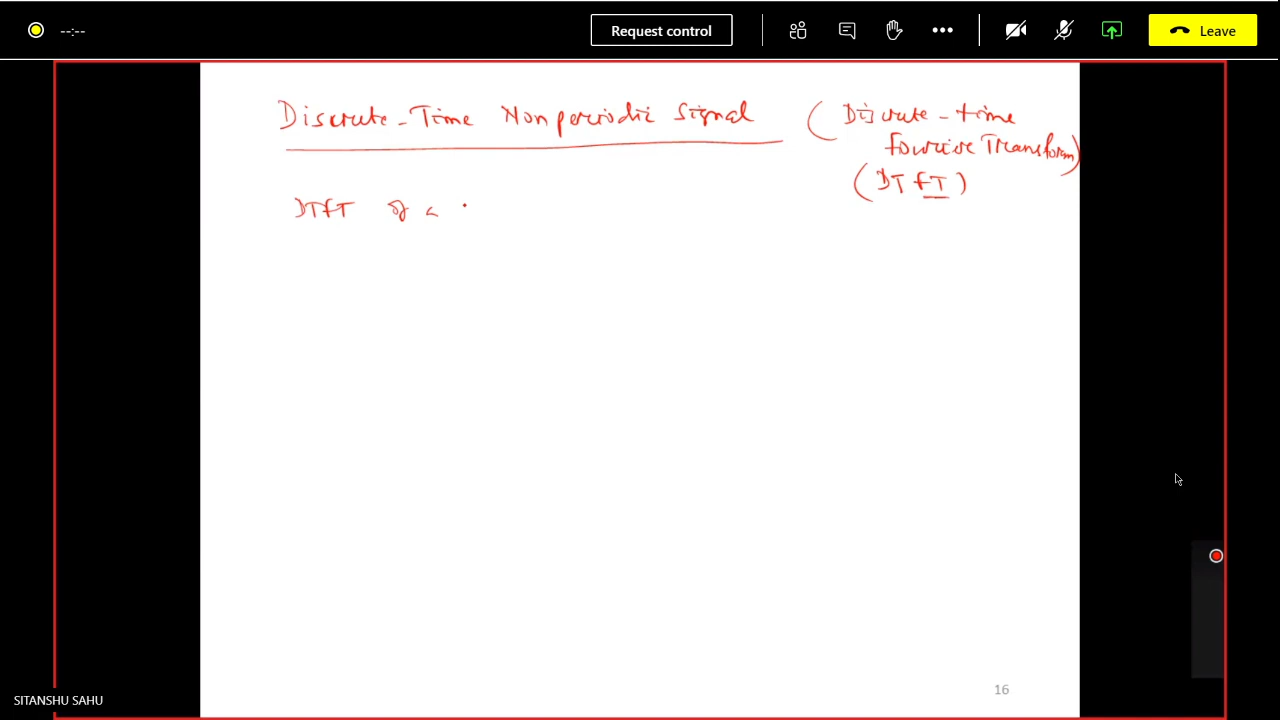 --:--
Request control
Leave
Discrete-Time Nonperiodic Signal
(Discrete-time
Fourier Transform)
(DTFT)
DTFT of a
16
SITANSHU SAHU